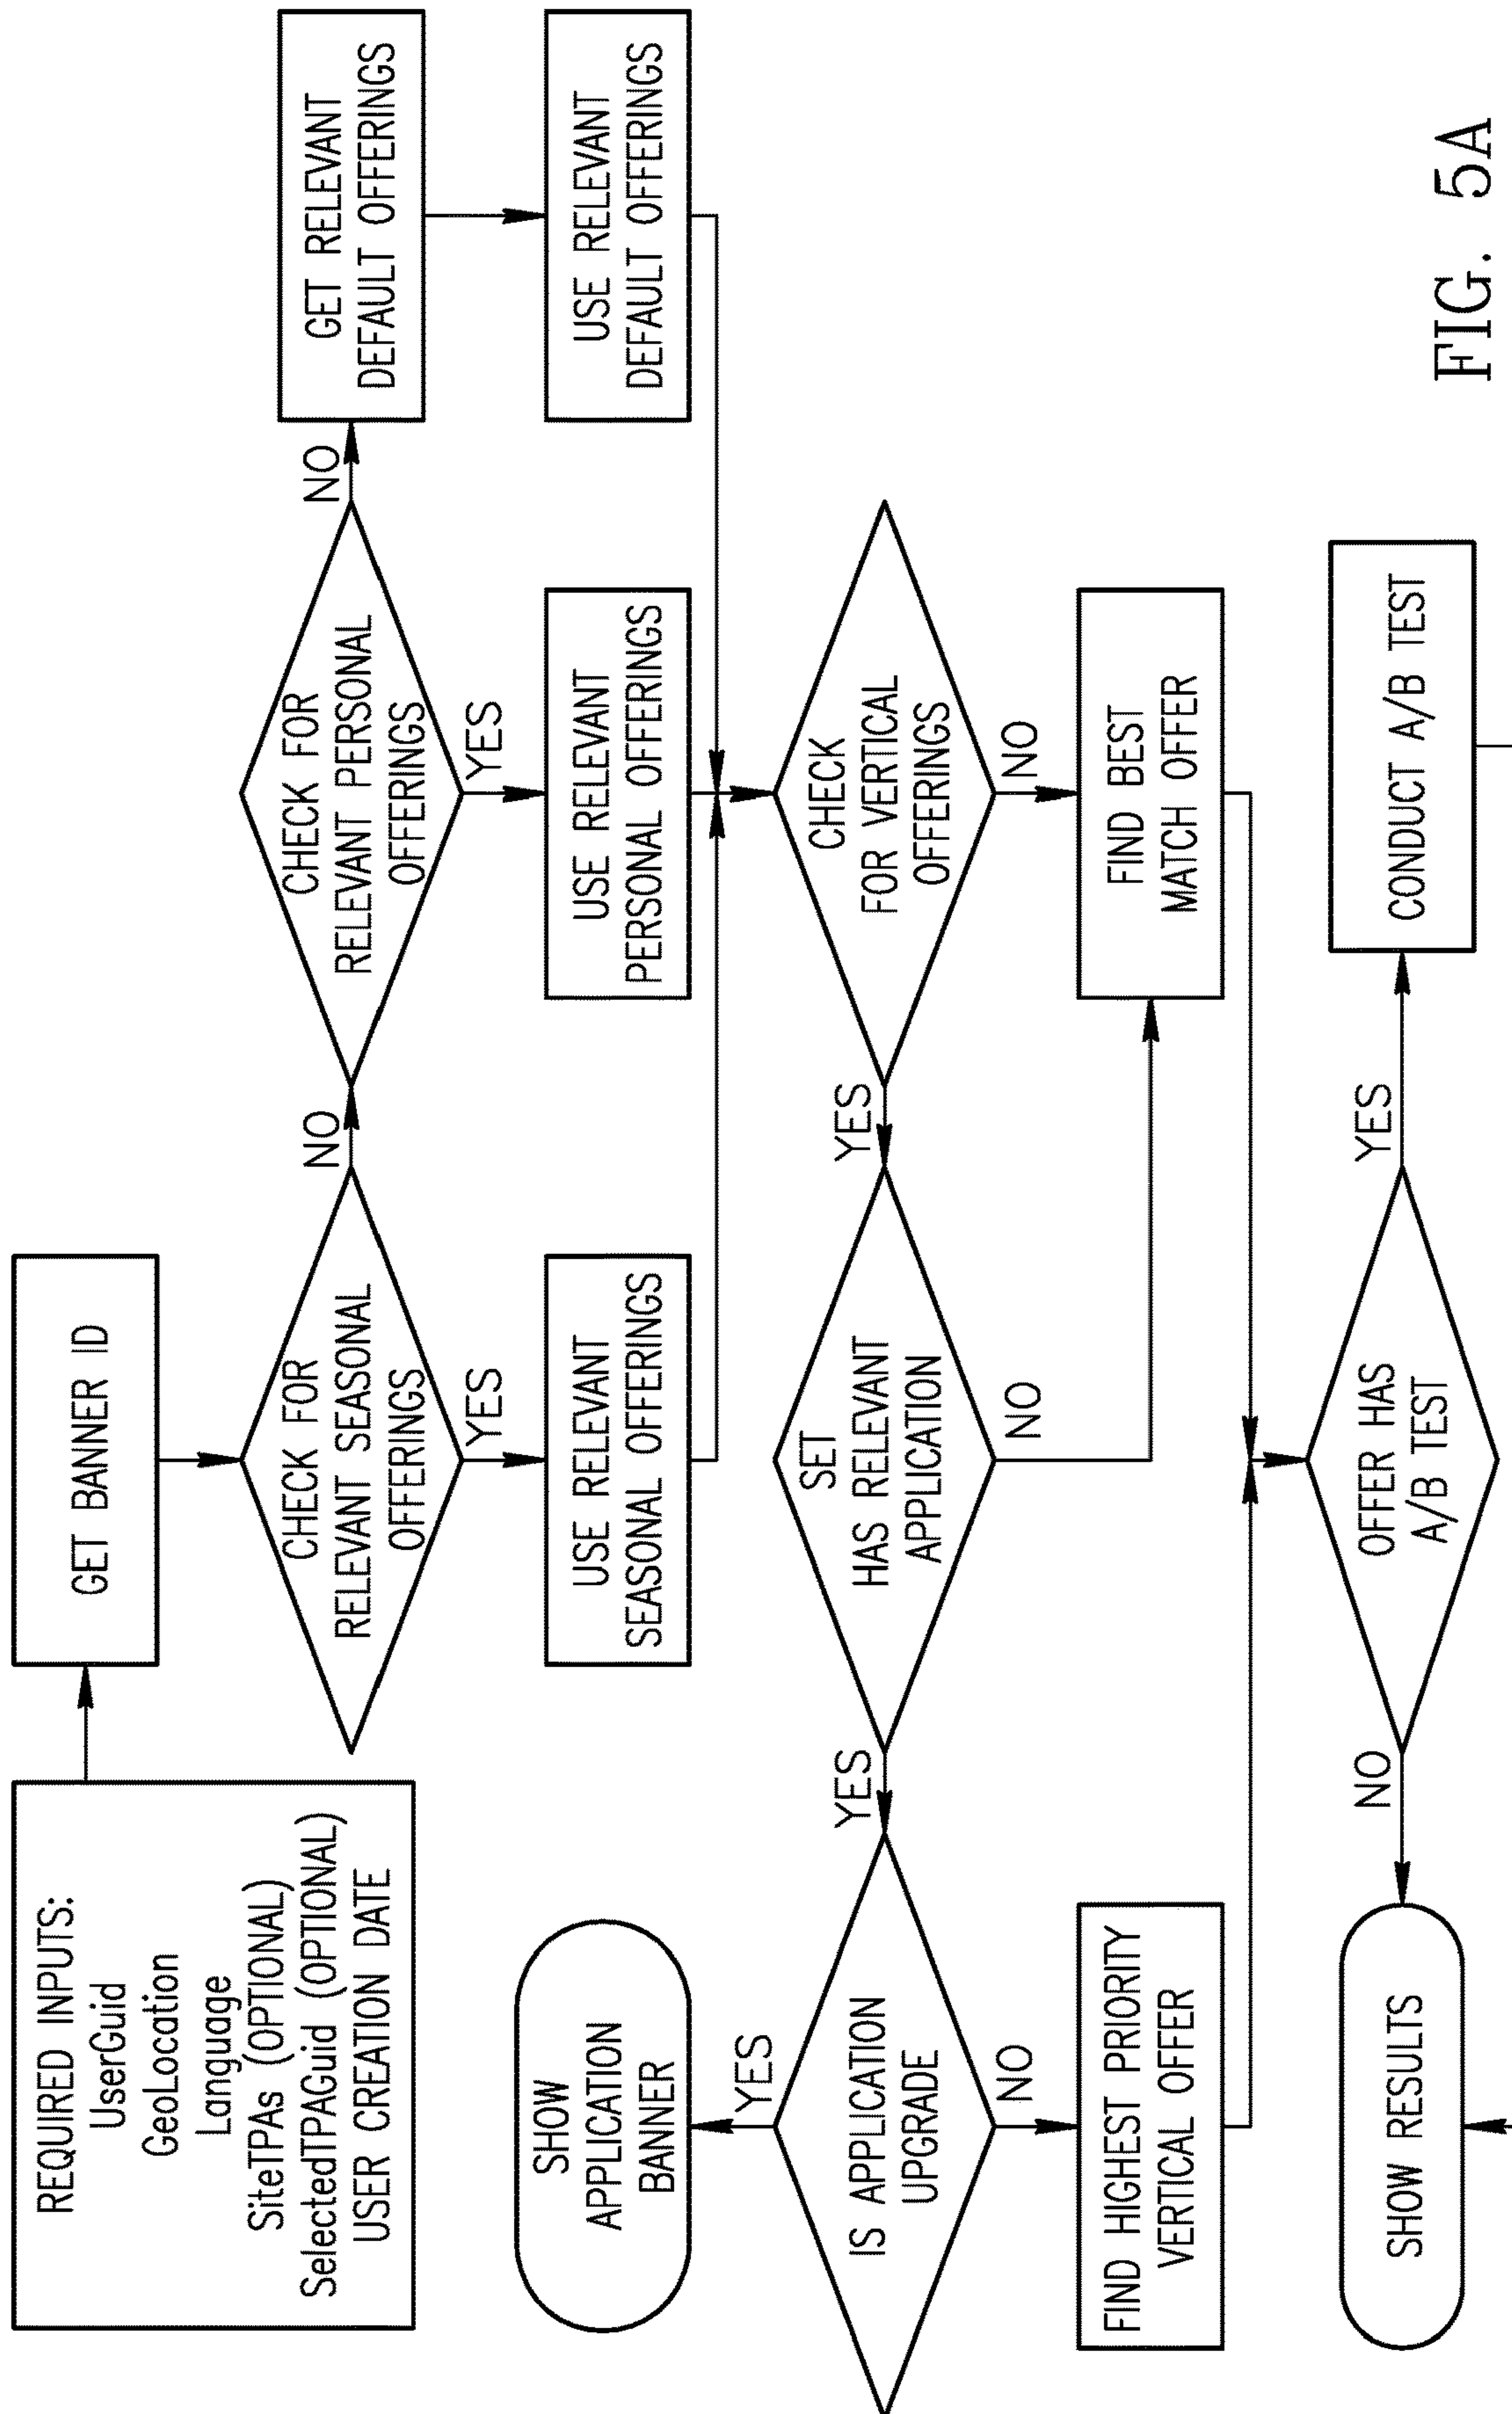 REQUIRED INPUTS:
UserGuid
GeoLocation
Language
SiteTPAs (OPTIONAL)
SelectedTPAGuid (OPTIONAL)
USER CREATION DATE
GET BANNER ID
CHECK FOR
RELEVANT SEASONAL
OFFERINGS
NO
YES
CHECK FOR
RELEVANT PERSONAL
OFFERINGS
NO
YES
GET RELEVANT
DEFAULT OFFERINGS
USE RELEVANT
SEASONAL OFFERINGS
USE RELEVANT
PERSONAL OFFERINGS
USE RELEVANT
DEFAULT OFFERINGS
SHOW
APPLICATION
BANNER
YES
IS APPLICATION
UPGRADE
NO
YES
SET
HAS RELEVANT
APPLICATION
NO
YES
CHECK
FOR VERTICAL
OFFERINGS
NO
FIND HIGHEST PRIORITY
VERTICAL OFFER
FIND BEST
MATCH OFFER
SHOW RESULTS
NO
OFFER HAS
A/B TEST
YES
CONDUCT A/B TEST
FIG. 5A